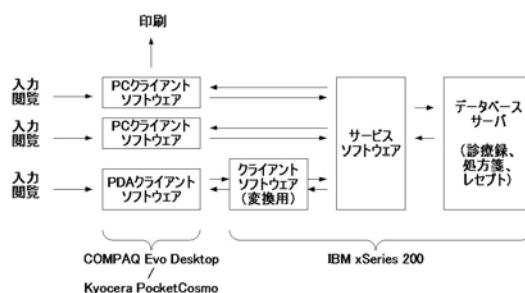 印刷
入力
閲覧
PCクライアント
ソフトウェア
入力
閲覧
PCクライアント
ソフトウェア
入力
閲覧
PDAクライアント
ソフトウェア
クライアント
ソフトウェア
(変換用)
サービス
ソフトウェア
データベース
サーバ
(診療録、
処方箋、
レセプト)
COMPAQ Evo Desktop
/
Kyocera PocketCosmo
IBM xSeries 200